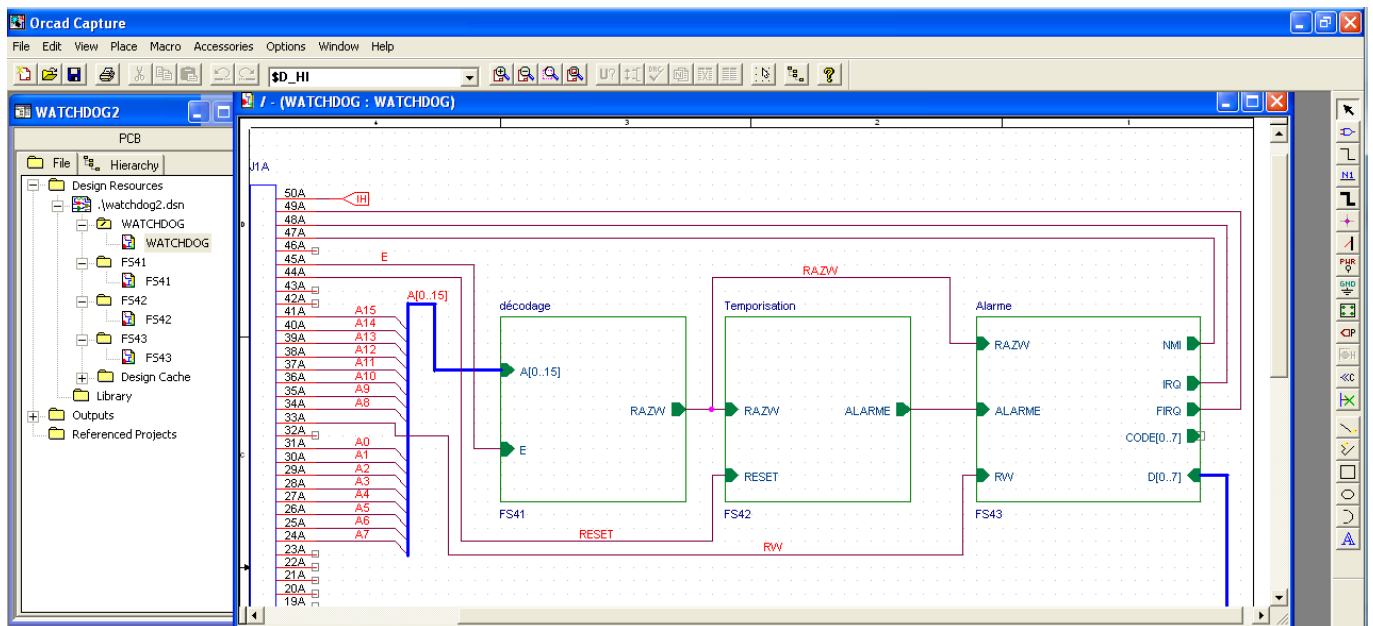 Orcad Capture
File Edit View Place Macro Accessories Options Window Help
$D_HI
U?
WATCHDOG2
PCB
File Hierarchy
Design Resources
.\watchdog2.dsn
WATCHDOG
WATCHDOG
FS41
FS41
FS42
FS42
FS43
FS43
Design Cache
Library
Outputs
Referenced Projects
/ - (WATCHDOG : WATCHDOG)
4 3 2 1
J1A
50A IH
49A
48A
47A
46A
45A E
44A
43A
42A
41A A15
40A A14
39A A13
38A A12
37A A11
36A A10
35A A9
34A A8
33A
32A
31A A0
30A A1
29A A2
28A A3
27A A4
26A A5
25A A6
24A A7
23A
22A
21A
20A
19A
D
C
A[0..15]
RAZW
RESET
RW
décodage
A[0..15]
RAZW
E
FS41
Temporisation
RAZW ALARME
RESET
FS42
Alarme
RAZW NMI
IRQ
ALARME FIRQ
CODE[0..7]
RW D[0..7]
FS43
N1
PWR
GND
A